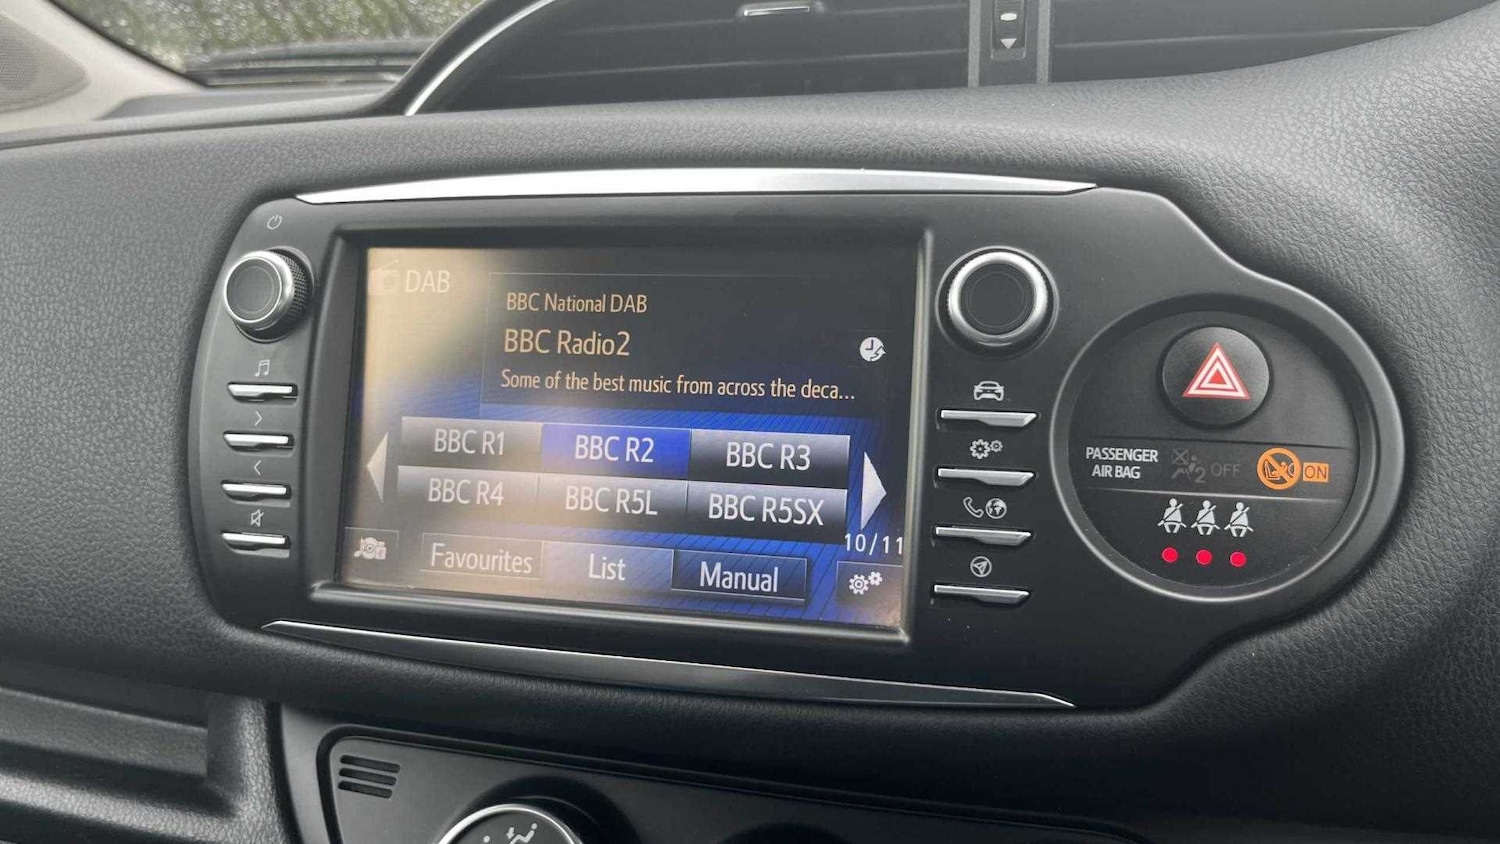 DAB
BBC National DAB
BBC Radio2
Some of the best music from across the deca...
BBC R1
BBC R2
BBC R3
BBC R4
BBC R5L
BBC R5SX
10/11
Favourites
List
Manual
PASSENGER
AIR BAG
2 OFF
ON